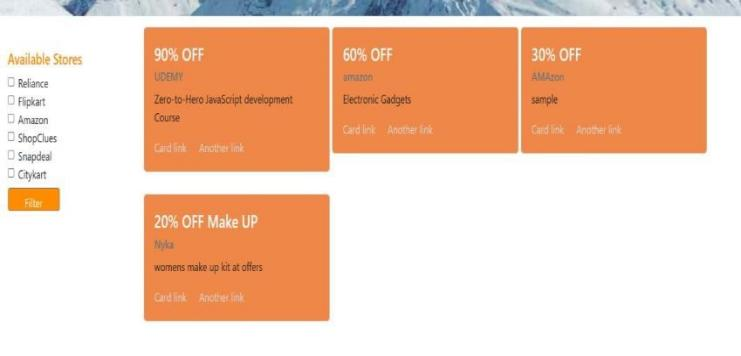 Available Stores
Reliance
Flipkart
Amazon
ShopClues
Snapdeal
Citykart
Filter
90% OFF
UDEMY
Zero-to-Hero JavaScript development
Course
Card link Another link
60% OFF
amazon
Electronic Gadgets
Card link Another link
30% OFF
AMAzon
sample
Card link Another link
20% OFF Make UP
Nyka
womens make up kit at offers
Card link Another link